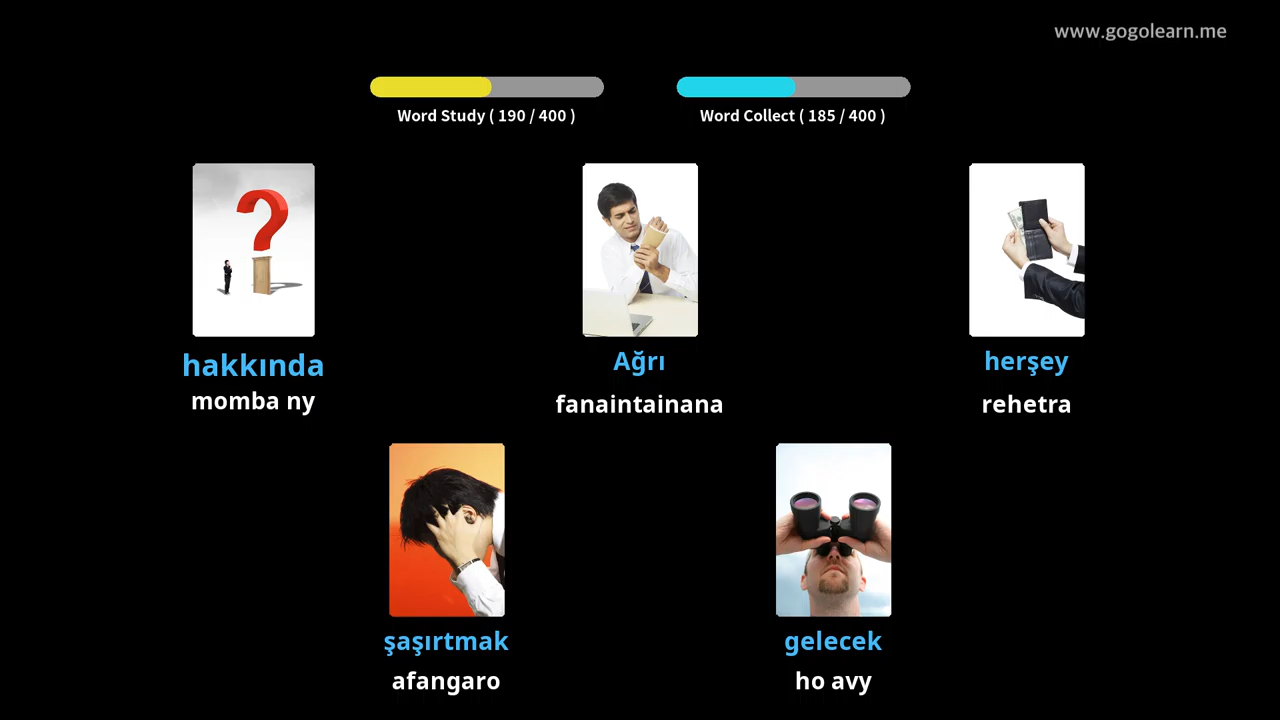 www.gogolearn.me
Word Study ( 190 / 400 )
Word Collect ( 185 / 400 )
hakkında
momba ny
Ağrı
fanaintainana
herşey
rehetra
şaşırtmak
afangaro
gelecek
ho avy